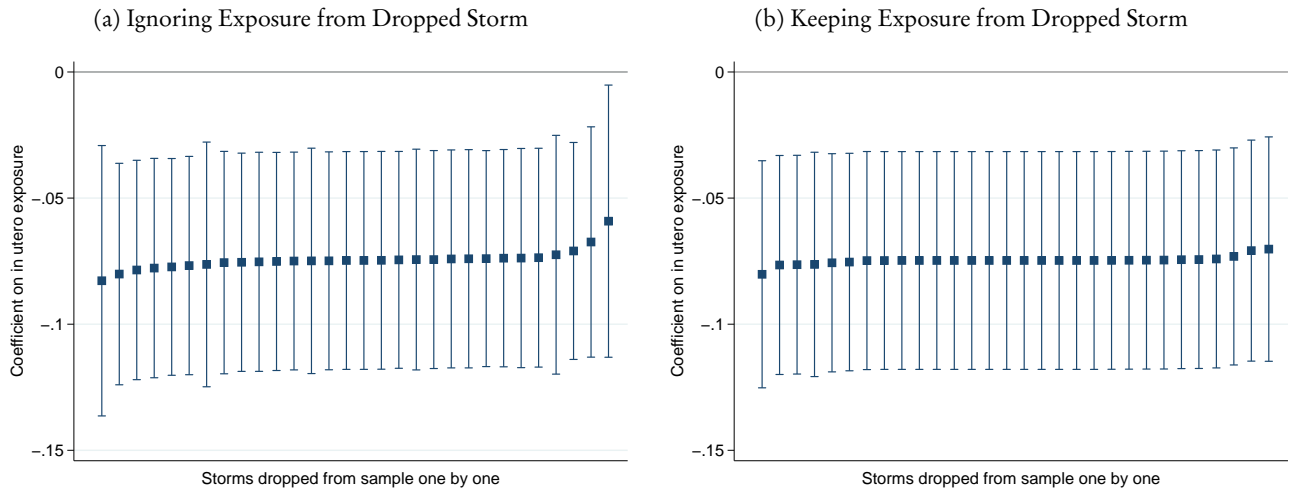 (a) Ignoring Exposure from Dropped Storm
0
−.05
−.1
−.15
Coefficient on in utero exposure
Storms dropped from sample one by one
(b) Keeping Exposure from Dropped Storm
0
−.05
−.1
−.15
Coefficient on in utero exposure
Storms dropped from sample one by one